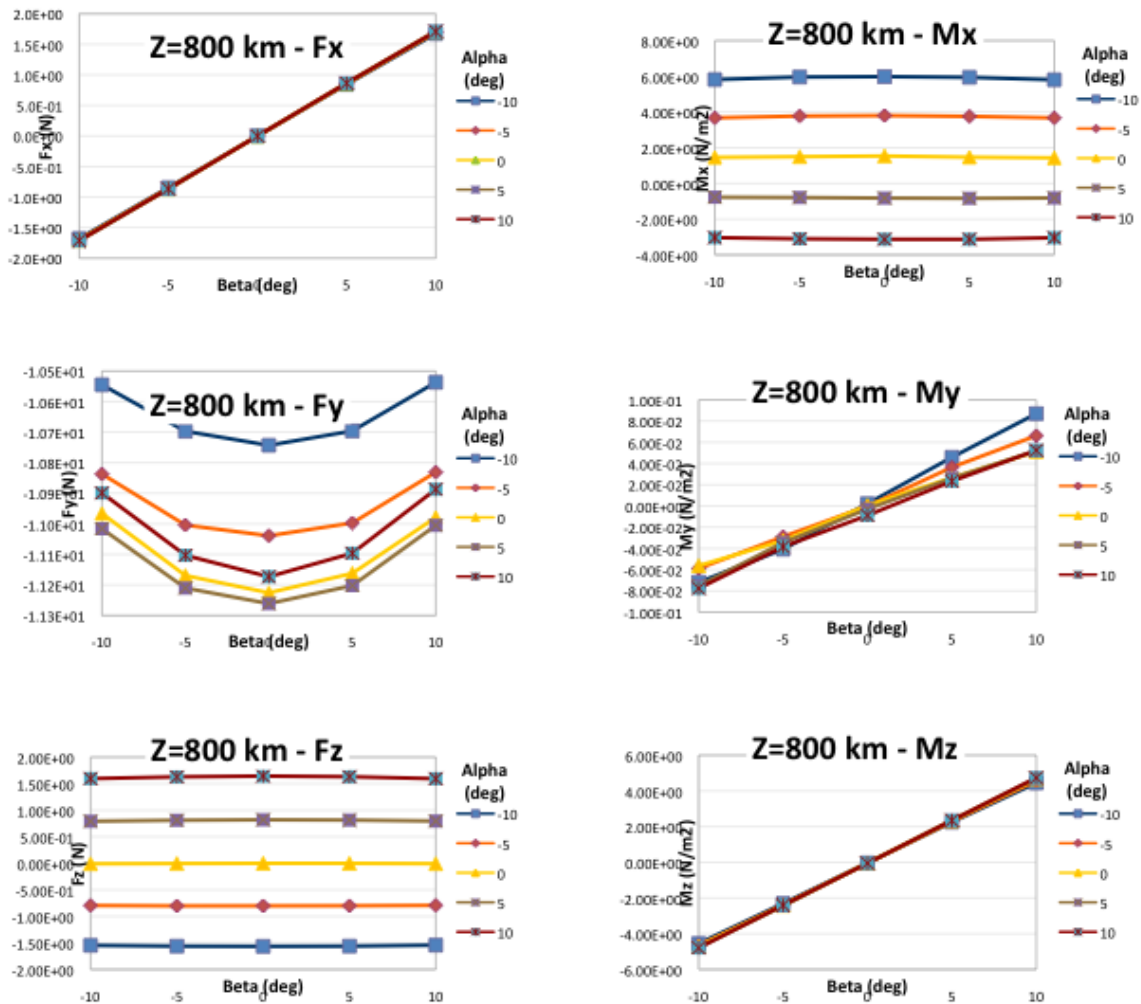 Z=800 km - Fx
2.0E+00
1.5E+00
1.0E+00
5.0E-01
0.0E+00
-5.0E-01
-1.0E+00
-1.5E+00
-2.0E+00
Fx (N)
-10
-5
0
5
10
Beta (deg)
Alpha
(deg)
-10
-5
0
5
10
Z=800 km - Mx
8.00E+00
6.00E+00
4.00E+00
2.00E+00
0.00E+00
-2.00E+00
-4.00E+00
Mx (N/m2)
-10
-5
0
5
10
Beta (deg)
Alpha
(deg)
-10
-5
0
5
10
Z=800 km - Fy
-1.05E+01
-1.06E+01
-1.07E+01
-1.08E+01
-1.09E+01
-1.10E+01
-1.11E+01
-1.12E+01
-1.13E+01
Fy (N)
-10
-5
0
5
10
Beta (deg)
Alpha
(deg)
-10
-5
0
5
10
Z=800 km - My
1.00E-01
8.00E-02
6.00E-02
4.00E-02
2.00E-02
0.00E+00
-2.00E-02
-4.00E-02
-6.00E-02
-8.00E-02
-1.00E-01
My (N/m2)
-10
-5
0
5
10
Beta (deg)
Alpha
(deg)
-10
-5
0
5
10
Z=800 km - Fz
2.00E+00
1.50E+00
1.00E+00
5.00E-01
0.00E+00
-5.00E-01
-1.00E+00
-1.50E+00
-2.00E+00
Fz (N)
-10
-5
0
5
10
Beta (deg)
Alpha
(deg)
-10
-5
0
5
10
Z=800 km - Mz
6.00E+00
4.00E+00
2.00E+00
0.00E+00
-2.00E+00
-4.00E+00
-6.00E+00
Mz (N/m2)
-10
-5
0
5
10
Beta (deg)
Alpha
(deg)
-10
-5
0
5
10